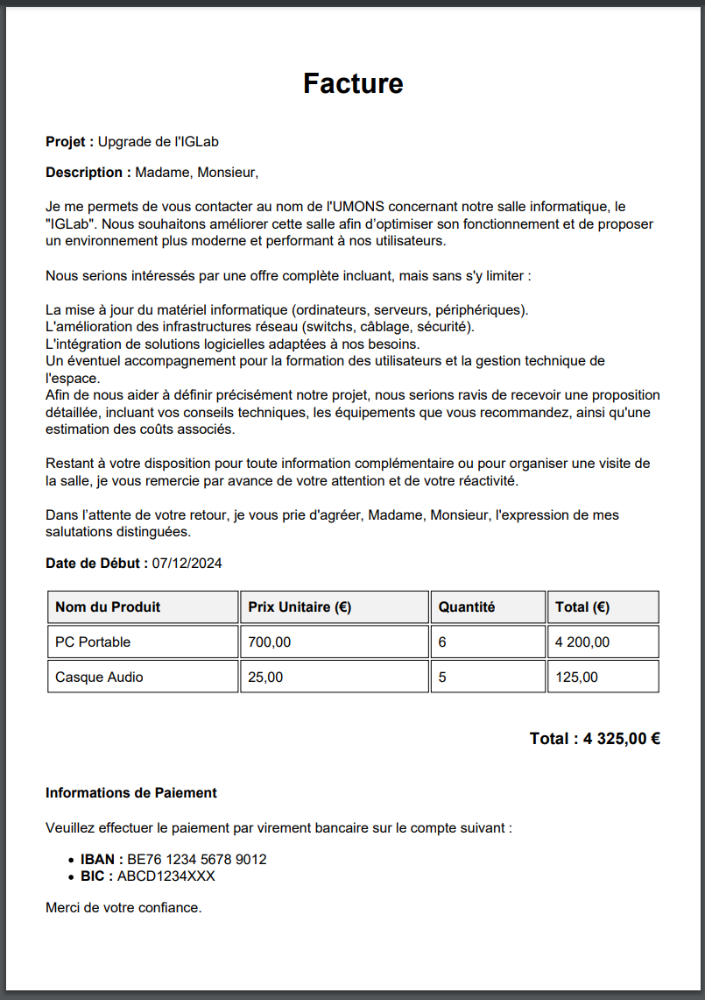 Facture
Projet : Upgrade de l'IGLab
Description : Madame, Monsieur,
Je me permets de vous contacter au nom de l'UMONS concernant notre salle informatique, le
"IGLab". Nous souhaitons améliorer cette salle afin d’optimiser son fonctionnement et de proposer
un environnement plus moderne et performant à nos utilisateurs.
Nous serions intéressés par une offre complète incluant, mais sans s'y limiter :
La mise à jour du matériel informatique (ordinateurs, serveurs, périphériques).
L'amélioration des infrastructures réseau (switchs, câblage, sécurité).
L'intégration de solutions logicielles adaptées à nos besoins.
Un éventuel accompagnement pour la formation des utilisateurs et la gestion technique de
l'espace.
Afin de nous aider à définir précisément notre projet, nous serions ravis de recevoir une proposition
détaillée, incluant vos conseils techniques, les équipements que vous recommandez, ainsi qu'une
estimation des coûts associés.
Restant à votre disposition pour toute information complémentaire ou pour organiser une visite de
la salle, je vous remercie par avance de votre attention et de votre réactivité.
Dans l’attente de votre retour, je vous prie d'agréer, Madame, Monsieur, l'expression de mes
salutations distinguées.
Date de Début : 07/12/2024
Nom du Produit Prix Unitaire (€) Quantité Total (€)
PC Portable 700,00 6 4 200,00
Casque Audio 25,00 5 125,00
Total : 4 325,00 €
Informations de Paiement
Veuillez effectuer le paiement par virement bancaire sur le compte suivant :
• IBAN : BE76 1234 5678 9012
• BIC : ABCD1234XXX
Merci de votre confiance.